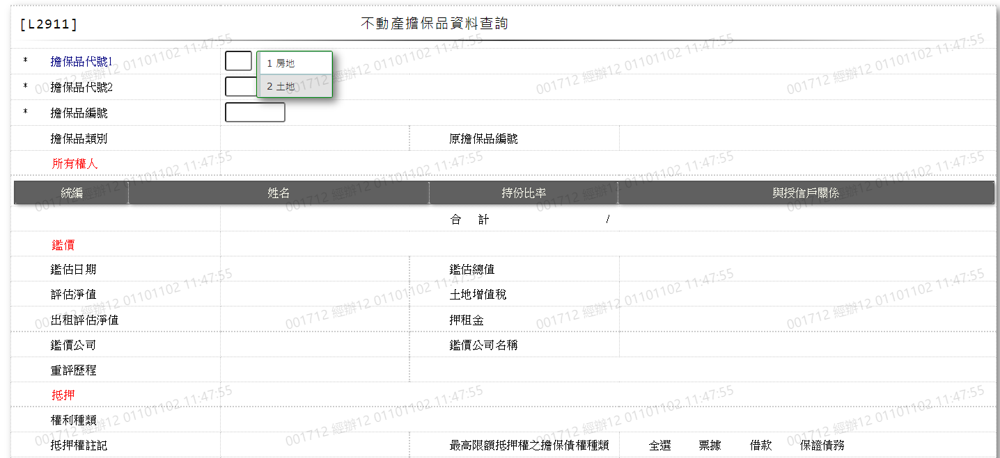 [L2911] 不動產擔保品資料查詢
* 擔保品代號1 1 房地
* 擔保品代號2 2 土地
* 擔保品編號
擔保品類別 原擔保品編號
所有權人
統編 姓名 持份比率 與授信戶關係
合 計 /
鑑價
鑑估日期 鑑估總值
評估淨值 土地增值稅
出租評估淨值 押租金
鑑價公司 鑑價公司名稱
重評歷程
抵押
權利種類
抵押權註記 最高限額抵押權之擔保債權種類 全選 票據 借款 保證債務
001712 經辦12 01101102 11:47:55